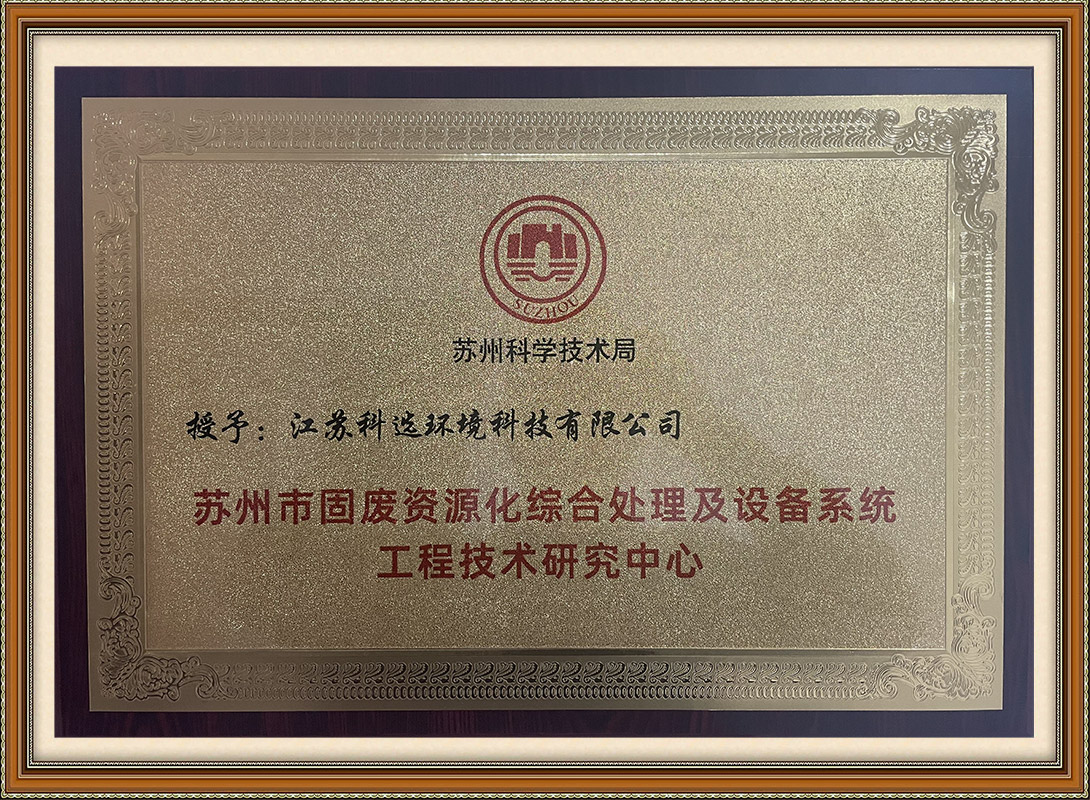 SUZHOU
苏州科学技术局
授予：江苏科选环境科技有限公司
苏州市固废资源化综合处理及设备系统
工程技术研究中心